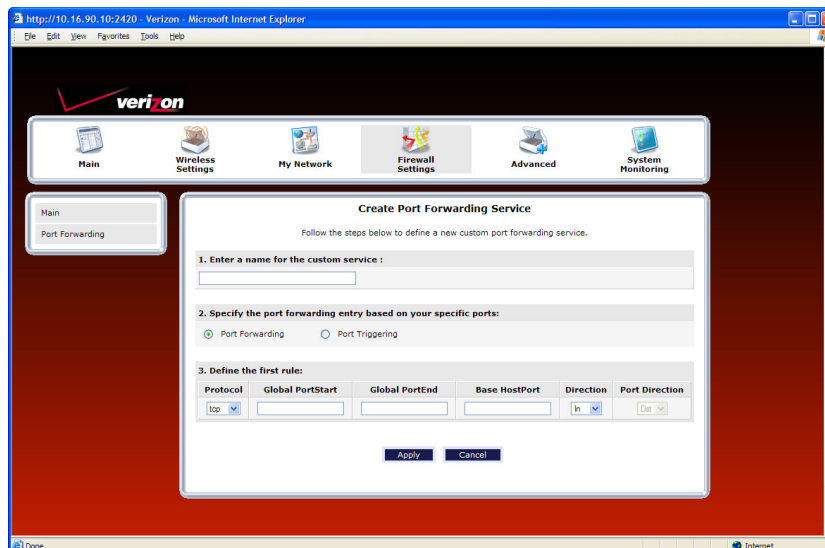 http://10.16.90.10:2420 - Verizon - Microsoft Internet Explorer
File Edit View Favorites Tools Help
verizon
Main
Wireless Settings
My Network
Firewall Settings
Advanced
System Monitoring
Main
Port Forwarding
Create Port Forwarding Service
Follow the steps below to define a new custom port forwarding service.
1. Enter a name for the custom service :
2. Specify the port forwarding entry based on your specific ports:
Port Forwarding Port Triggering
3. Define the first rule:
Protocol Global PortStart Global PortEnd Base HostPort Direction Port Direction
tcp In Dst
Apply Cancel
Done Internet